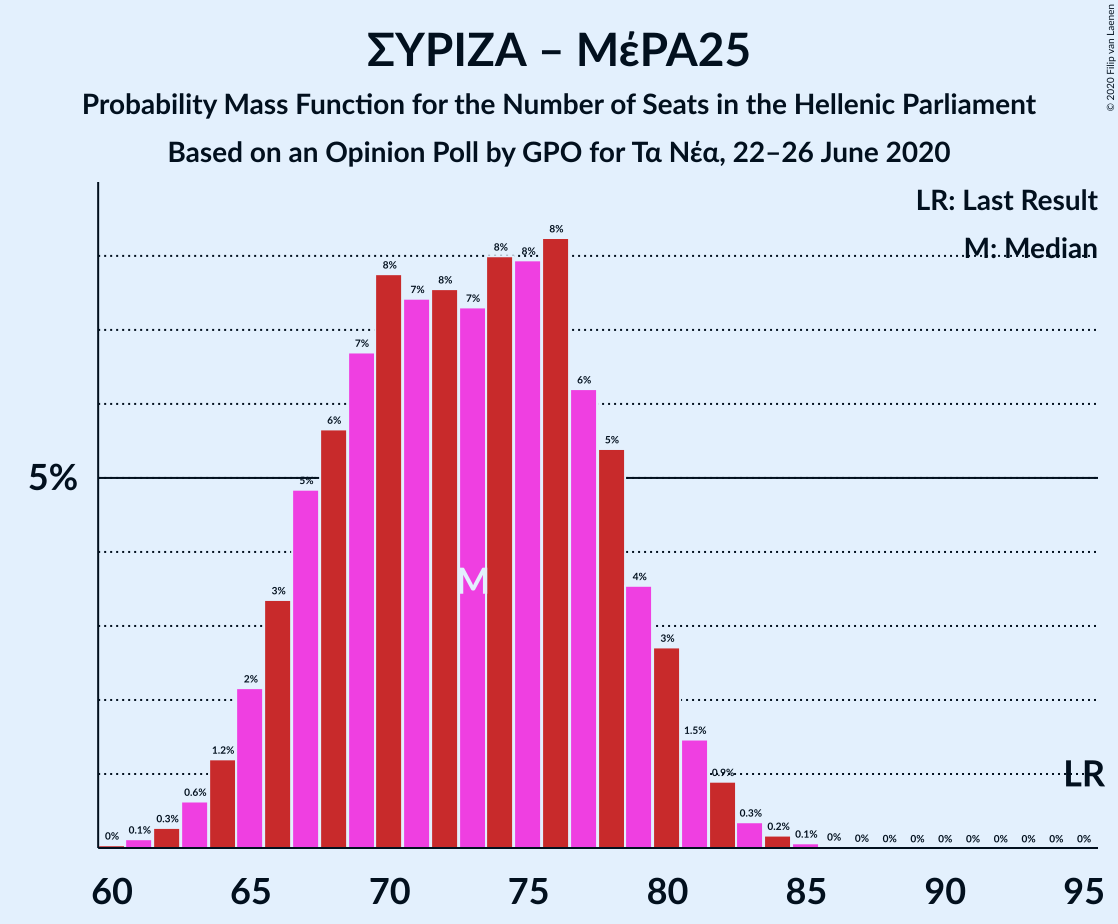 ΣΥΡΙΖΑ – ΜέΡΑ25
Probability Mass Function for the Number of Seats in the Hellenic Parliament
Based on an Opinion Poll by GPO for Τα Νέα, 22–26 June 2020
© 2020 Filip van Laenen
LR: Last Result
M: Median
5%
0% 0.1% 0.3% 0.6% 1.2% 2% 3% 5% 6% 7% 8% 7% 8% 7% 8% 8% 8% 6% 5% 4% 3% 1.5% 0.9% 0.3% 0.2% 0.1% 0% 0% 0% 0% 0% 0% 0% 0% 0% 0%
M
LR
60 65 70 75 80 85 90 95